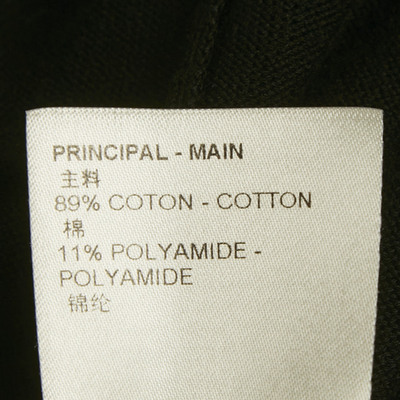 PRINCIPAL - MAIN
主料
89% COTON - COTTON
棉
11% POLYAMIDE -
POLYAMIDE
锦纶